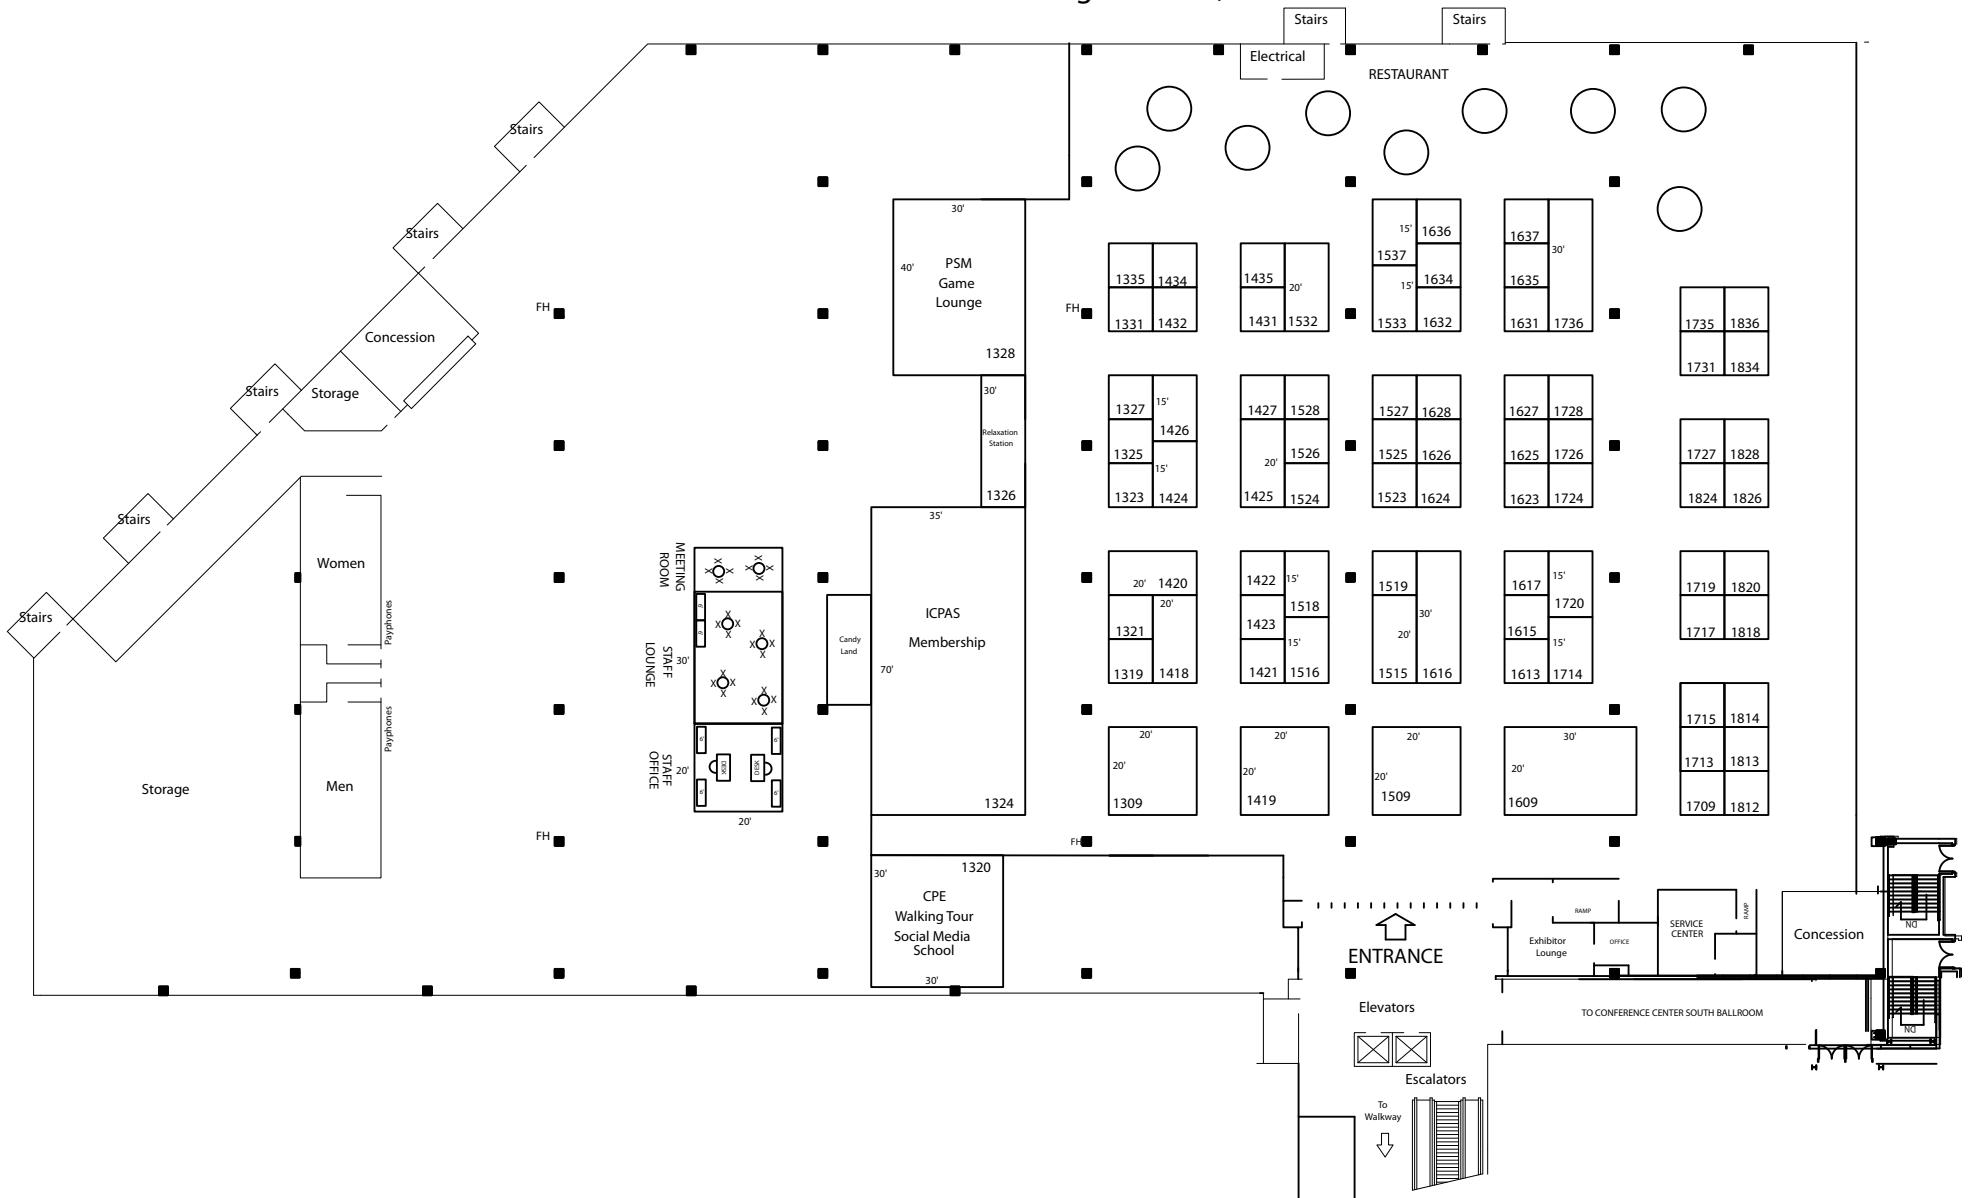 Stairs
Stairs
Electrical
RESTAURANT
Stairs
Stairs
Concession
Stairs
Storage
Stairs
Stairs
FH
30'
40'
PSM
Game
Lounge
1328
FH
1335
1434
1331
1432
1435
20'
1431
1532
15'
1636
1537
1634
15'
1533
1632
1637
30'
1635
1631
1736
1735
1836
1731
1834
30'
Relaxation
Station
1326
1327
15'
1426
1325
15'
1323
1424
1427
1528
1526
20'
1425
1524
1527
1628
1525
1626
1523
1624
1627
1728
1625
1726
1623
1724
1727
1828
1824
1826
Women
Payphones
Men
Payphones
Storage
MEETING
ROOM
X X X X
X X X X
6'
6'
STAFF
LOUNGE
30'
X X X X
X X X X
X X X X
X X X X
STAFF
OFFICE
20'
6'
6'
DESK
DESK
6'
6'
20'
FH
Candy
Land
35'
ICPAS
Membership
70'
1324
20'
1420
20'
1321
1319
1418
1422
15'
1518
1423
15'
1421
1516
1519
30'
20'
1515
1616
1617
15'
1720
1615
15'
1613
1714
1719
1820
1717
1818
20'
20'
1309
20'
20'
1419
20'
20'
1509
30'
20'
1609
1715
1814
1713
1813
1709
1812
FH
1320
30'
CPE
Walking Tour
Social Media
School
30'
ENTRANCE
RAMP
Exhibitor
Lounge
OFFICE
SERVICE
CENTER
RAMP
Concession
DN
DN
Elevators
TO CONFERENCE CENTER SOUTH BALLROOM
Escalators
To
Walkway